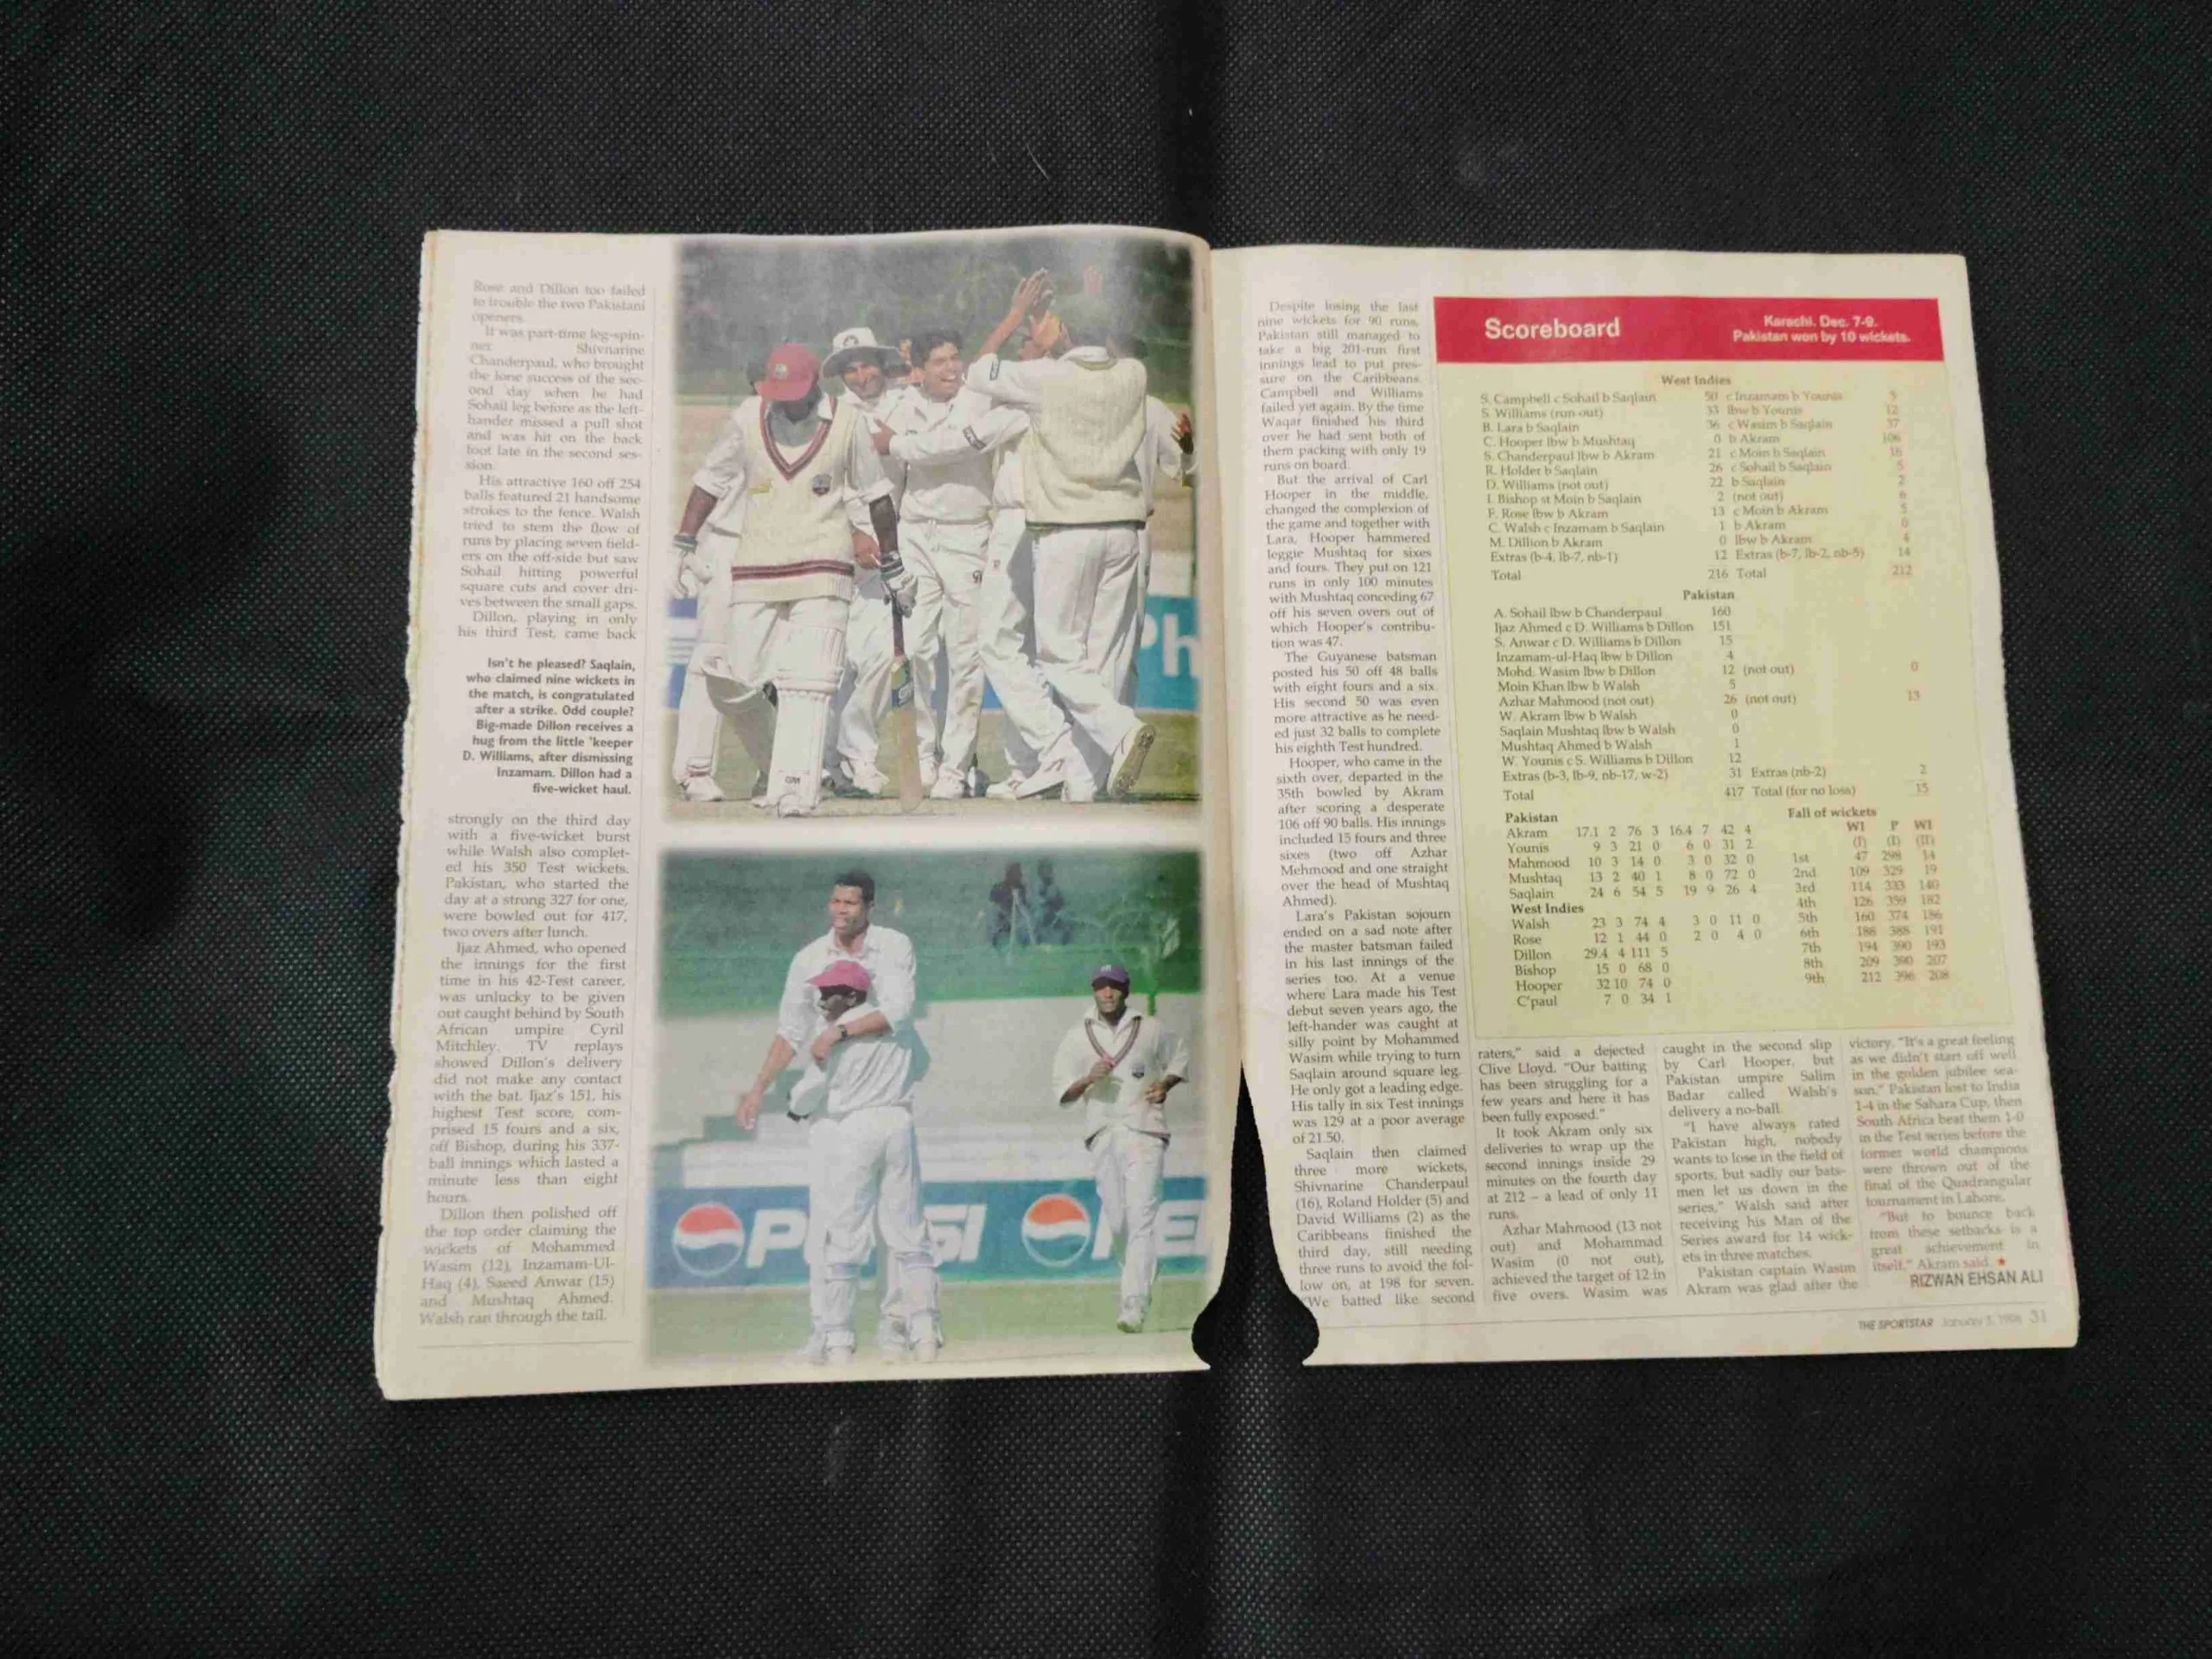 Rose and Dillon too failed
to trouble the two Pakistani
openers.
It was part-time leg-spin-
ner Shivnarine
Chanderpaul, who brought
the lone success of the sec-
ond day when he had
Sohail leg before as the left-
hander missed a pull shot
and was hit on the back
foot late in the second ses-
sion.
His attractive 160 off 254
balls featured 21 handsome
strokes to the fence. Walsh
tried to stem the flow of
runs by placing seven field-
ers on the off-side but saw
Sohail hitting powerful
square cuts and cover dri-
ves between the small gaps.
Dillon, playing in only
his third Test, came back
Isn't he pleased? Saqlain,
who claimed nine wickets in
the match, is congratulated
after a strike. Odd couple?
Big-made Dillon receives a
hug from the little 'keeper
D. Williams, after dismissing
Inzamam. Dillon had a
five-wicket haul.
strongly on the third day
with a five-wicket burst
while Walsh also complet-
ed his 350 Test wickets.
Pakistan, who started the
day at a strong 327 for one,
were bowled out for 417,
two overs after lunch.
Ijaz Ahmed, who opened
the innings for the first
time in his 42-Test career,
was unlucky to be given
out caught behind by South
African umpire Cyril
Mitchley. TV replays
showed Dillon's delivery
did not make any contact
with the bat. Ijaz's 151, his
highest Test score, com-
prised 15 fours and a six,
off Bishop, during his 337-
ball innings which lasted a
minute less than eight
hours.
Dillon then polished off
the top order claiming the
wickets of Mohammed
Wasim (12), Inzamam-Ul-
Haq (4), Saeed Anwar (15)
and Mushtaq Ahmed.
Walsh ran through the tail.
Ph
PEPSI PE
Despite losing the last
nine wickets for 90 runs,
Pakistan still managed to
take a big 201-run first
innings lead to put pres-
sure on the Caribbeans.
Campbell and Williams
failed yet again. By the time
Waqar finished his third
over he had sent both of
them packing with only 19
runs on board.
But the arrival of Carl
Hooper in the middle,
changed the complexion of
the game and together with
Lara, Hooper hammered
leggie Mushtaq for sixes
and fours. They put on 121
runs in only 100 minutes
with Mushtaq conceding 67
off his seven overs out of
which Hooper's contribu-
tion was 47.
The Guyanese batsman
posted his 50 off 48 balls
with eight fours and a six.
His second 50 was even
more attractive as he need-
ed just 32 balls to complete
his eighth Test hundred.
Hooper, who came in the
sixth over, departed in the
35th bowled by Akram
after scoring a desperate
106 off 90 balls. His innings
included 15 fours and three
sixes (two off Azhar
Mehmood and one straight
over the head of Mushtaq
Ahmed).
Lara's Pakistan sojourn
ended on a sad note after
the master batsman failed
in his last innings of the
series too. At a venue
where Lara made his Test
debut seven years ago, the
left-hander was caught at
silly point by Mohammed
Wasim while trying to turn
Saqlain around square leg.
He only got a leading edge.
His tally in six Test innings
was 129 at a poor average
of 21.50.
Saqlain then claimed
three more wickets,
Shivnarine Chanderpaul
(16), Roland Holder (5) and
David Williams (2) as the
Caribbeans finished the
third day, still needing
three runs to avoid the fol-
low on, at 198 for seven.
"We batted like second
Scoreboard
Karachi. Dec. 7-9.
Pakistan won by 10 wickets.
West Indies
S. Campbell c Sohail b Saqlain 50 c Inzamam b Younis 5
S. Williams (run out) 33 lbw b Younis 12
B. Lara b Saqlain 36 c Wasim b Saqlain 37
C. Hooper lbw b Mushtaq 0 b Akram 106
S. Chanderpaul lbw b Akram 21 c Moin b Saqlain 16
R. Holder b Saqlain 26 c Sohail b Saqlain 5
D. Williams (not out) 22 b Saqlain 2
I. Bishop st Moin b Saqlain 2 (not out) 6
F. Rose lbw b Akram 13 c Moin b Akram 5
C. Walsh c Inzamam b Saqlain 1 b Akram 0
M. Dillion b Akram 0 lbw b Akram 4
Extras (b-4, lb-7, nb-1) 12 Extras (b-7, lb-2, nb-5) 14
Total 216 Total 212
Pakistan
A. Sohail lbw b Chanderpaul 160
Ijaz Ahmed c D. Williams b Dillon 151
S. Anwar c D. Williams b Dillon 15
Inzamam-ul-Haq lbw b Dillon 4
Mohd. Wasim lbw b Dillon 12 (not out) 0
Moin Khan lbw b Walsh 5
Azhar Mahmood (not out) 26 (not out) 13
W. Akram lbw b Walsh 0
Saqlain Mushtaq lbw b Walsh 0
Mushtaq Ahmed b Walsh 1
W. Younis c S. Williams b Dillon 12
Extras (b-3, lb-9, nb-17, w-2) 31 Extras (nb-2) 2
Total 417 Total (for no loss) 15
Pakistan
Akram 17.1 2 76 3 16.4 7 42 4
Younis 9 3 21 0 6 0 31 2
Mahmood 10 3 14 0 3 0 32 0
Mushtaq 13 2 40 1 8 0 72 0
Saqlain 24 6 54 5 19 9 26 4
West Indies
Walsh 23 3 74 4 3 0 11 0
Rose 12 1 44 0 2 0 4 0
Dillon 29.4 4 111 5
Bishop 15 0 68 0
Hooper 32 10 74 0
C'paul 7 0 34 1
Fall of wickets
WI P WI
(I) (I) (II)
1st 47 298 14
2nd 109 329 19
3rd 114 333 140
4th 126 359 182
5th 160 374 186
6th 188 388 191
7th 194 390 193
8th 209 390 207
9th 212 396 208
raters," said a dejected
Clive Lloyd. "Our batting
has been struggling for a
few years and here it has
been fully exposed."
It took Akram only six
deliveries to wrap up the
second innings inside 29
minutes on the fourth day
at 212 – a lead of only 11
runs.
Azhar Mahmood (13 not
out) and Mohammad
Wasim (0 not out),
achieved the target of 12 in
five overs. Wasim was
caught in the second slip
by Carl Hooper, but
Pakistan umpire Salim
Badar called Walsh's
delivery a no-ball.
"I have always rated
Pakistan high, nobody
wants to lose in the field of
sports, but sadly our bats-
men let us down in the
series," Walsh said after
receiving his Man of the
Series award for 14 wick-
ets in three matches.
Pakistan captain Wasim
Akram was glad after the
victory. "It's a great feeling
as we didn't start off well
in the golden jubilee sea-
son." Pakistan lost to India
1-4 in the Sahara Cup, then
South Africa beat them 1-0
in the Test series before the
former world champions
were thrown out of the
final of the Quadrangular
tournament in Lahore.
"But to bounce back
from these setbacks is a
great achievement in
itself," Akram said. ★
RIZWAN EHSAN ALI
THE SPORTSTAR January 3, 1998 31